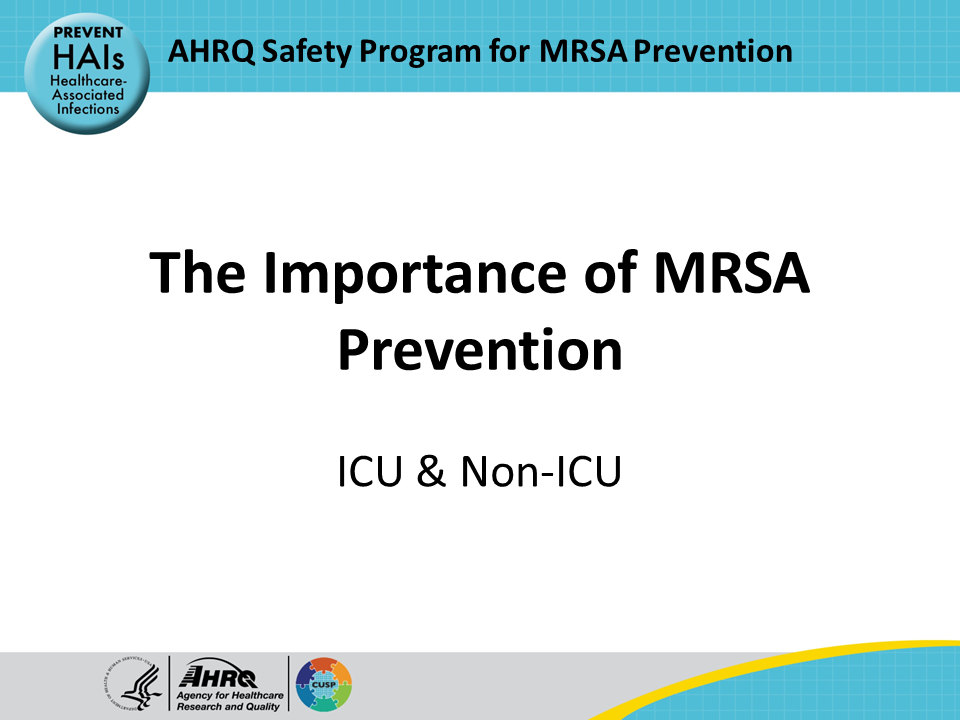 PREVENT
HAIs
Healthcare-
Associated
Infections
AHRQ Safety Program for MRSA Prevention
The Importance of MRSA
Prevention
ICU & Non-ICU
AHRQ
Agency for Healthcare
Research and Quality
CUSP